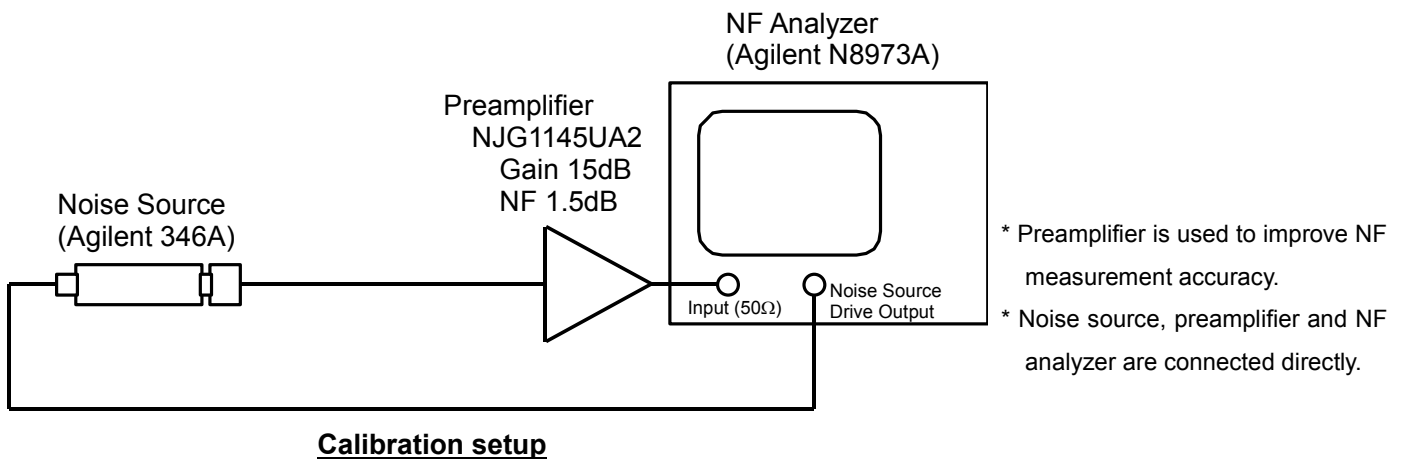 NF Analyzer
(Agilent N8973A)
Preamplifier
NJG1145UA2
Gain 15dB
NF 1.5dB
Noise Source
(Agilent 346A)
Input (50Ω)
Noise Source
Drive Output
* Preamplifier is used to improve NF
measurement accuracy.
* Noise source, preamplifier and NF
analyzer are connected directly.
Calibration setup